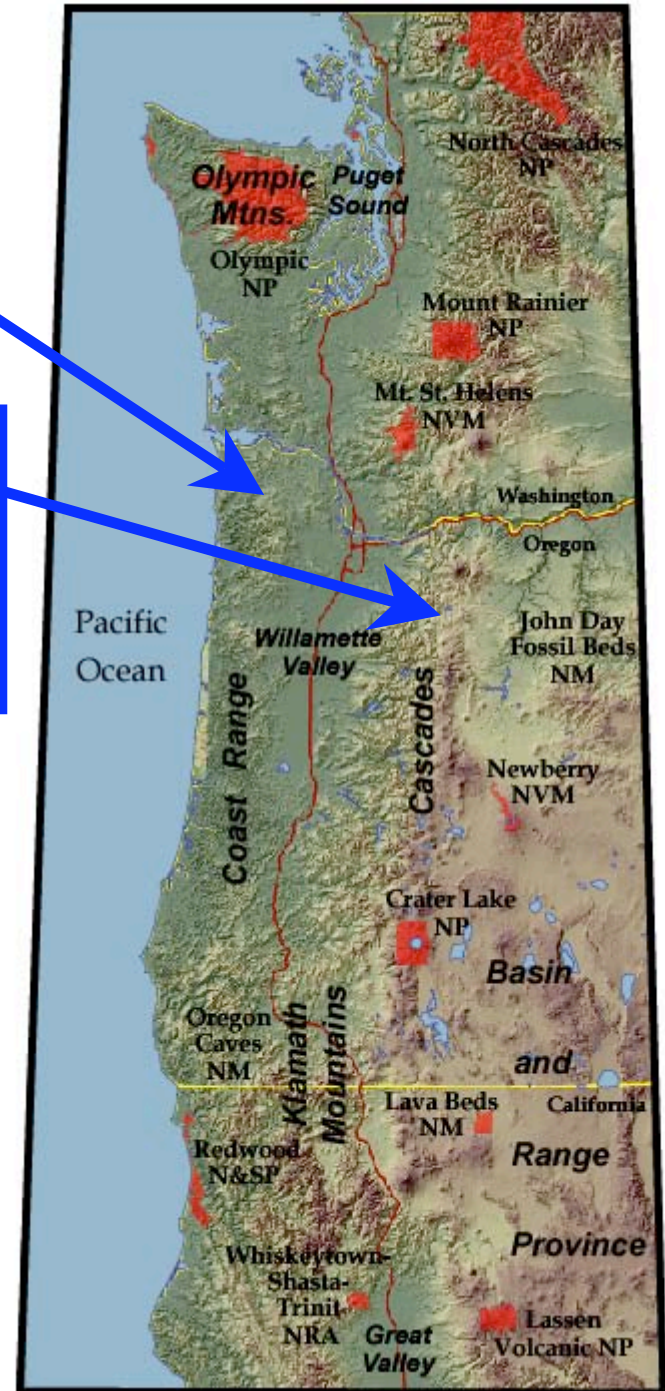 North Cascades
NP
Olympic
Mtns.
Puget
Sound
Olympic
NP
Mount Rainier
NP
Mt. St. Helens
NVM
Washington
Oregon
Pacific
Ocean
Willamette
Valley
John Day
Fossil Beds
NM
Coast Range
Cascades
Newberry
NVM
Crater Lake
NP
Basin
Oregon
Caves
NM
Klamath
Mountains
and
Lava Beds
NM
California
Redwood
N&SP
Range
Province
Whiskeytown-
Shasta-
Trinit
NRA
Great
Valley
Lassen
Volcanic NP